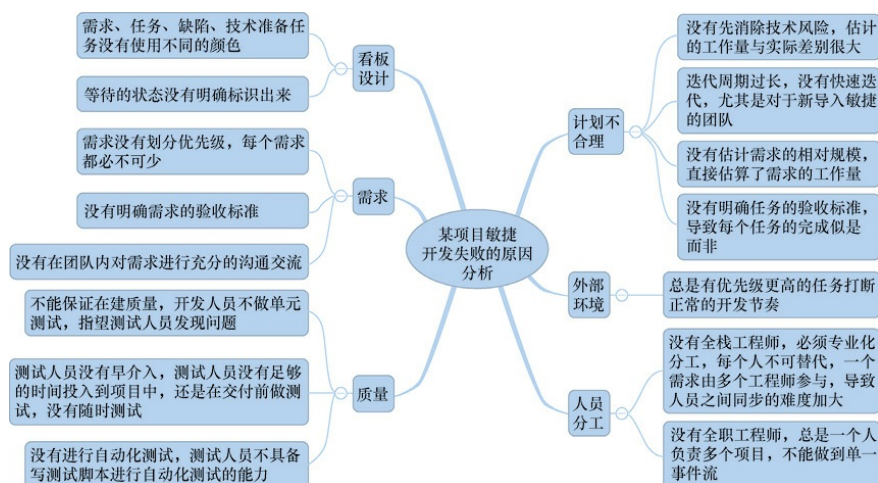 某项目敏捷
开发失败的原因
分析
看板
设计
需求、任务、缺陷、技术准备任
务没有使用不同的颜色
等待的状态没有明确标识出来
需求
需求没有划分优先级，每个需求
都必不可少
没有明确需求的验收标准
没有在团队内对需求进行充分的沟通交流
质量
不能保证在建质量，开发人员不做单元
测试，指望测试人员发现问题
测试人员没有早介入，测试人员没有足够
的时间投入到项目中，还是在交付前做测
试，没有随时测试
没有进行自动化测试，测试人员不具备
写测试脚本进行自动化测试的能力
计划不
合理
没有先消除技术风险，估计
的工作量与实际差别很大
迭代周期过长，没有快速迭
代，尤其是对于新导入敏捷
的团队
没有估计需求的相对规模，
直接估算了需求的工作量
没有明确任务的验收标准，
导致每个任务的完成似是
而非
外部
环境
总是有优先级更高的任务打断
正常的开发节奏
人员
分工
没有全栈工程师，必须专业化
分工，每个人不可替代，一个
需求由多个工程师参与，导致
人员之间同步的难度加大
没有全职工程师，总是一个人
负责多个项目，不能做到单一
事件流